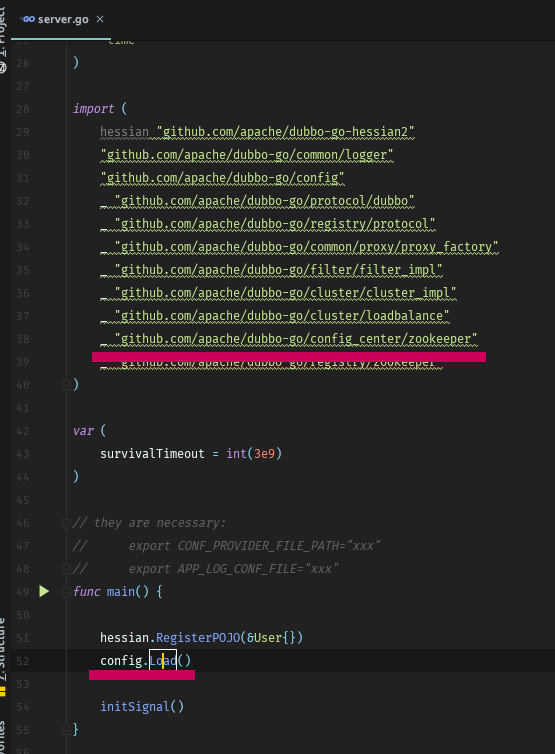 1: Project
server.go ×
25 "time"
26 )
27
28 import (
29 hessian "github.com/apache/dubbo-go-hessian2"
30 "github.com/apache/dubbo-go/common/logger"
31 "github.com/apache/dubbo-go/config"
32 _ "github.com/apache/dubbo-go/protocol/dubbo"
33 _ "github.com/apache/dubbo-go/registry/protocol"
34 _ "github.com/apache/dubbo-go/common/proxy/proxy_factory"
35 _ "github.com/apache/dubbo-go/filter/filter_impl"
36 _ "github.com/apache/dubbo-go/cluster/cluster_impl"
37 _ "github.com/apache/dubbo-go/cluster/loadbalance"
38 _ "github.com/apache/dubbo-go/config_center/zookeeper"
39 _ "github.com/apache/dubbo-go/registry/zookeeper"
40 )
41
42 var (
43 survivalTimeout = int(3e9)
44 )
45
46 // they are necessary:
47 // export CONF_PROVIDER_FILE_PATH="xxx"
48 // export APP_LOG_CONF_FILE="xxx"
49 func main() {
50
51 hessian.RegisterPOJO(&User{})
52 config.Load()
53
54 initSignal()
55 }
56
7: Structure